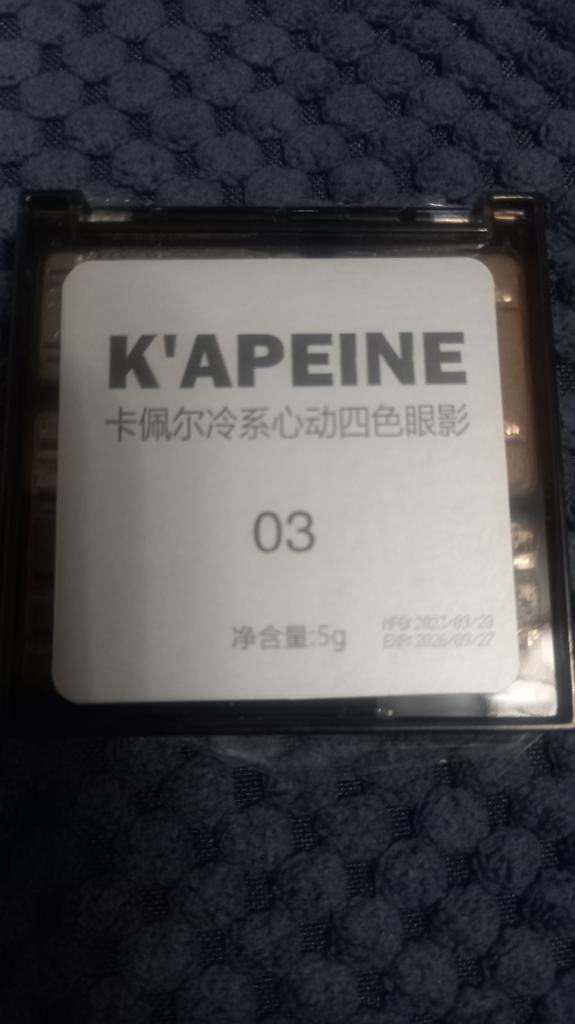 K'APEINE
卡佩尔冷系心动四色眼影
03
净含量:5g
MFG: 2023/09/28
EXP: 2026/09/27